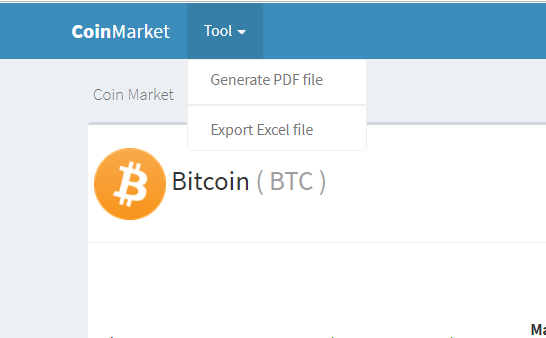 CoinMarket Tool
Generate PDF file
Coin Market
Export Excel file
Bitcoin ( BTC )